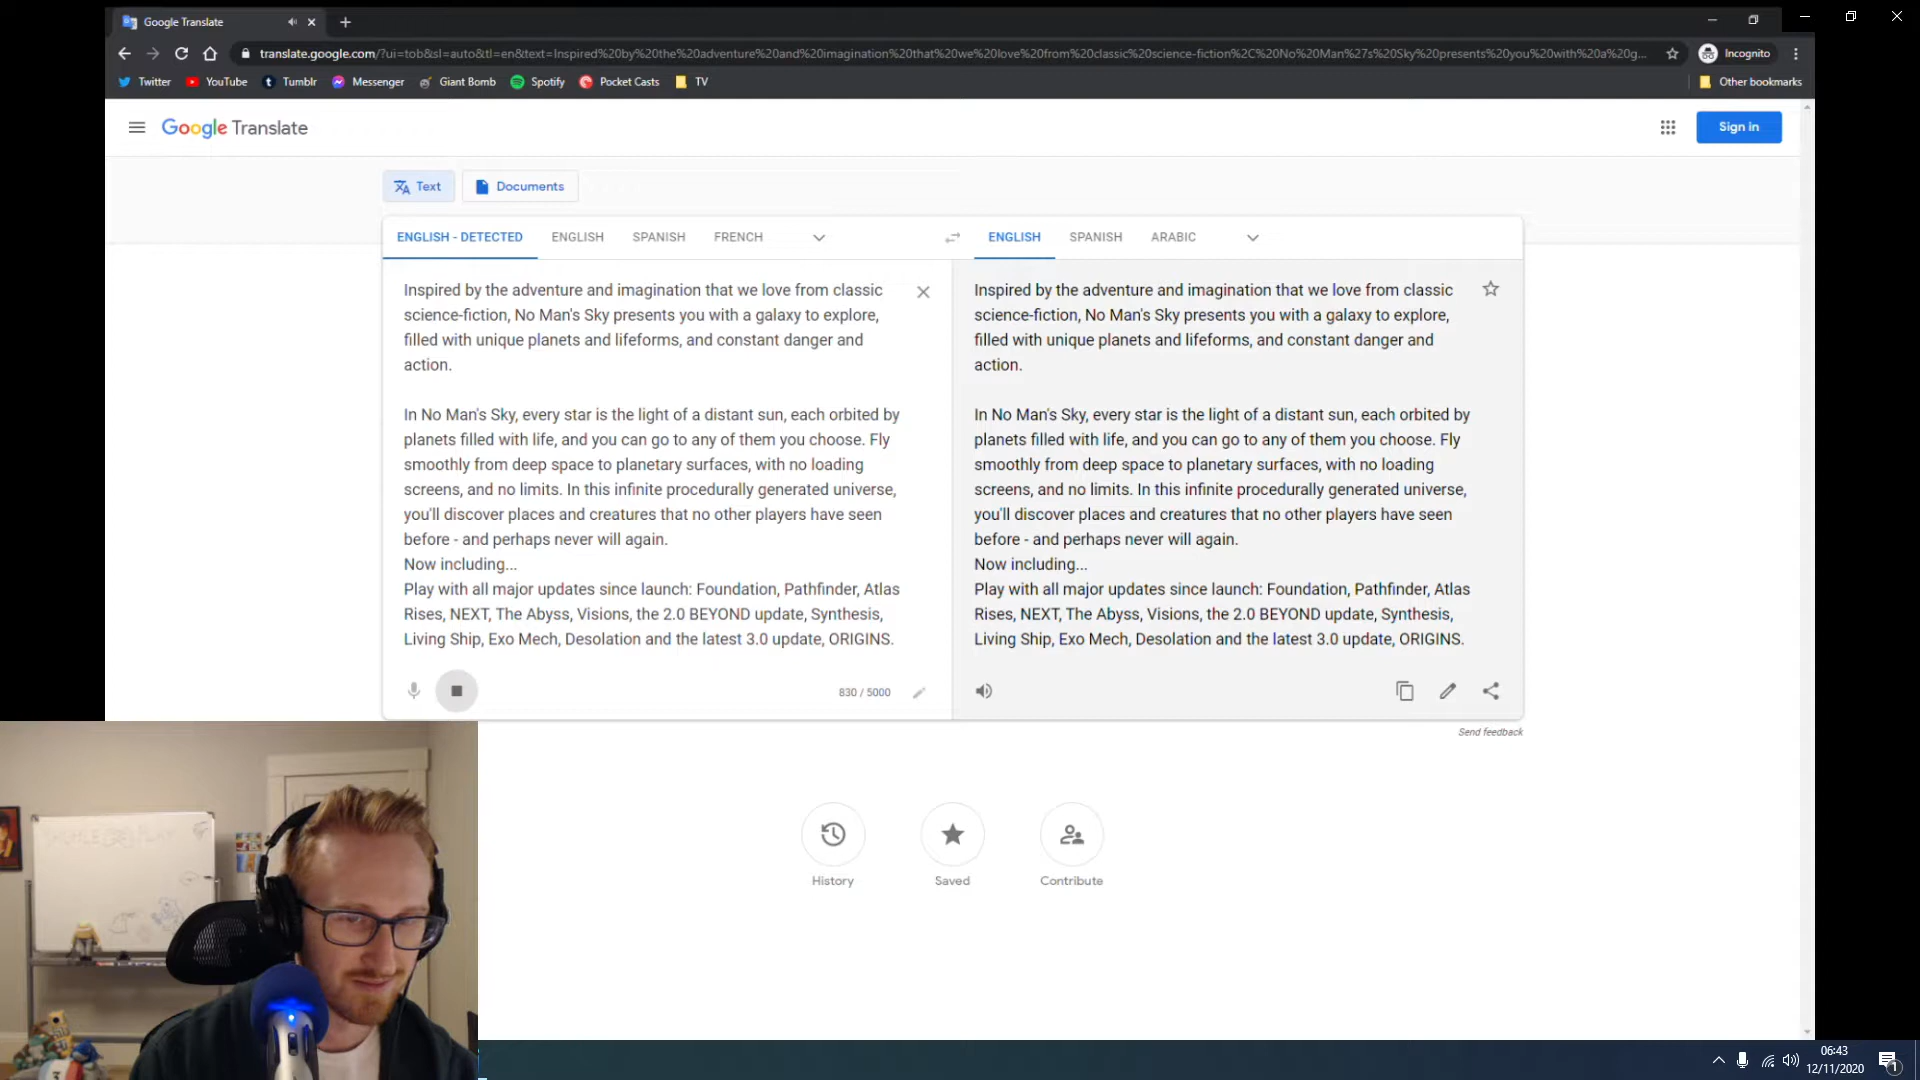 Google Translate
translate.google.com/?ui=tob&sl=auto&tl=en&text=Inspired%20by%20the%20adventure%20and%20imagination%20that%20we%20love%20from%20classic%20science-fiction%2C%20No%20Man%27s%20Sky%20presents%20you%20with%20a%20g...
Incognito
Twitter YouTube Tumblr Messenger Giant Bomb Spotify Pocket Casts TV Other bookmarks
Google Translate
Sign in
Text Documents
ENGLISH - DETECTED ENGLISH SPANISH FRENCH
ENGLISH SPANISH ARABIC
Inspired by the adventure and imagination that we love from classic
science-fiction, No Man's Sky presents you with a galaxy to explore,
filled with unique planets and lifeforms, and constant danger and
action.
In No Man's Sky, every star is the light of a distant sun, each orbited by
planets filled with life, and you can go to any of them you choose. Fly
smoothly from deep space to planetary surfaces, with no loading
screens, and no limits. In this infinite procedurally generated universe,
you'll discover places and creatures that no other players have seen
before - and perhaps never will again.
Now including...
Play with all major updates since launch: Foundation, Pathfinder, Atlas
Rises, NEXT, The Abyss, Visions, the 2.0 BEYOND update, Synthesis,
Living Ship, Exo Mech, Desolation and the latest 3.0 update, ORIGINS.
830 / 5000
Inspired by the adventure and imagination that we love from classic
science-fiction, No Man's Sky presents you with a galaxy to explore,
filled with unique planets and lifeforms, and constant danger and
action.
In No Man's Sky, every star is the light of a distant sun, each orbited by
planets filled with life, and you can go to any of them you choose. Fly
smoothly from deep space to planetary surfaces, with no loading
screens, and no limits. In this infinite procedurally generated universe,
you'll discover places and creatures that no other players have seen
before - and perhaps never will again.
Now including...
Play with all major updates since launch: Foundation, Pathfinder, Atlas
Rises, NEXT, The Abyss, Visions, the 2.0 BEYOND update, Synthesis,
Living Ship, Exo Mech, Desolation and the latest 3.0 update, ORIGINS.
Send feedback
History Saved Contribute
06:43
12/11/2020
1